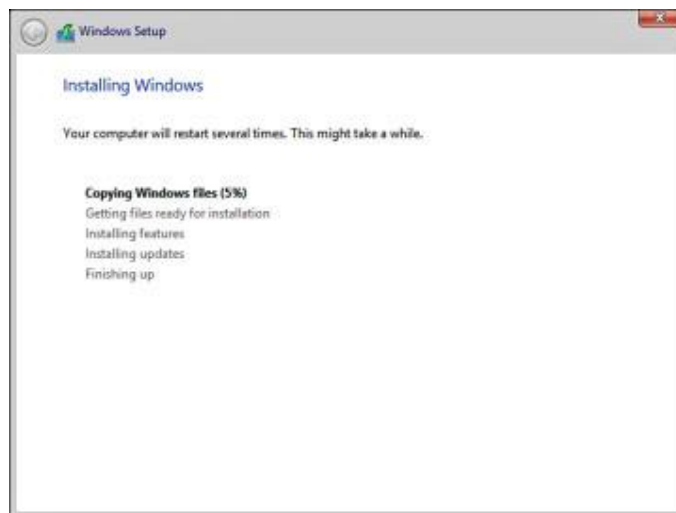 Windows Setup
Installing Windows
Your computer will restart several times. This might take a while.
Copying Windows files (5%)
Getting files ready for installation
Installing features
Installing updates
Finishing up